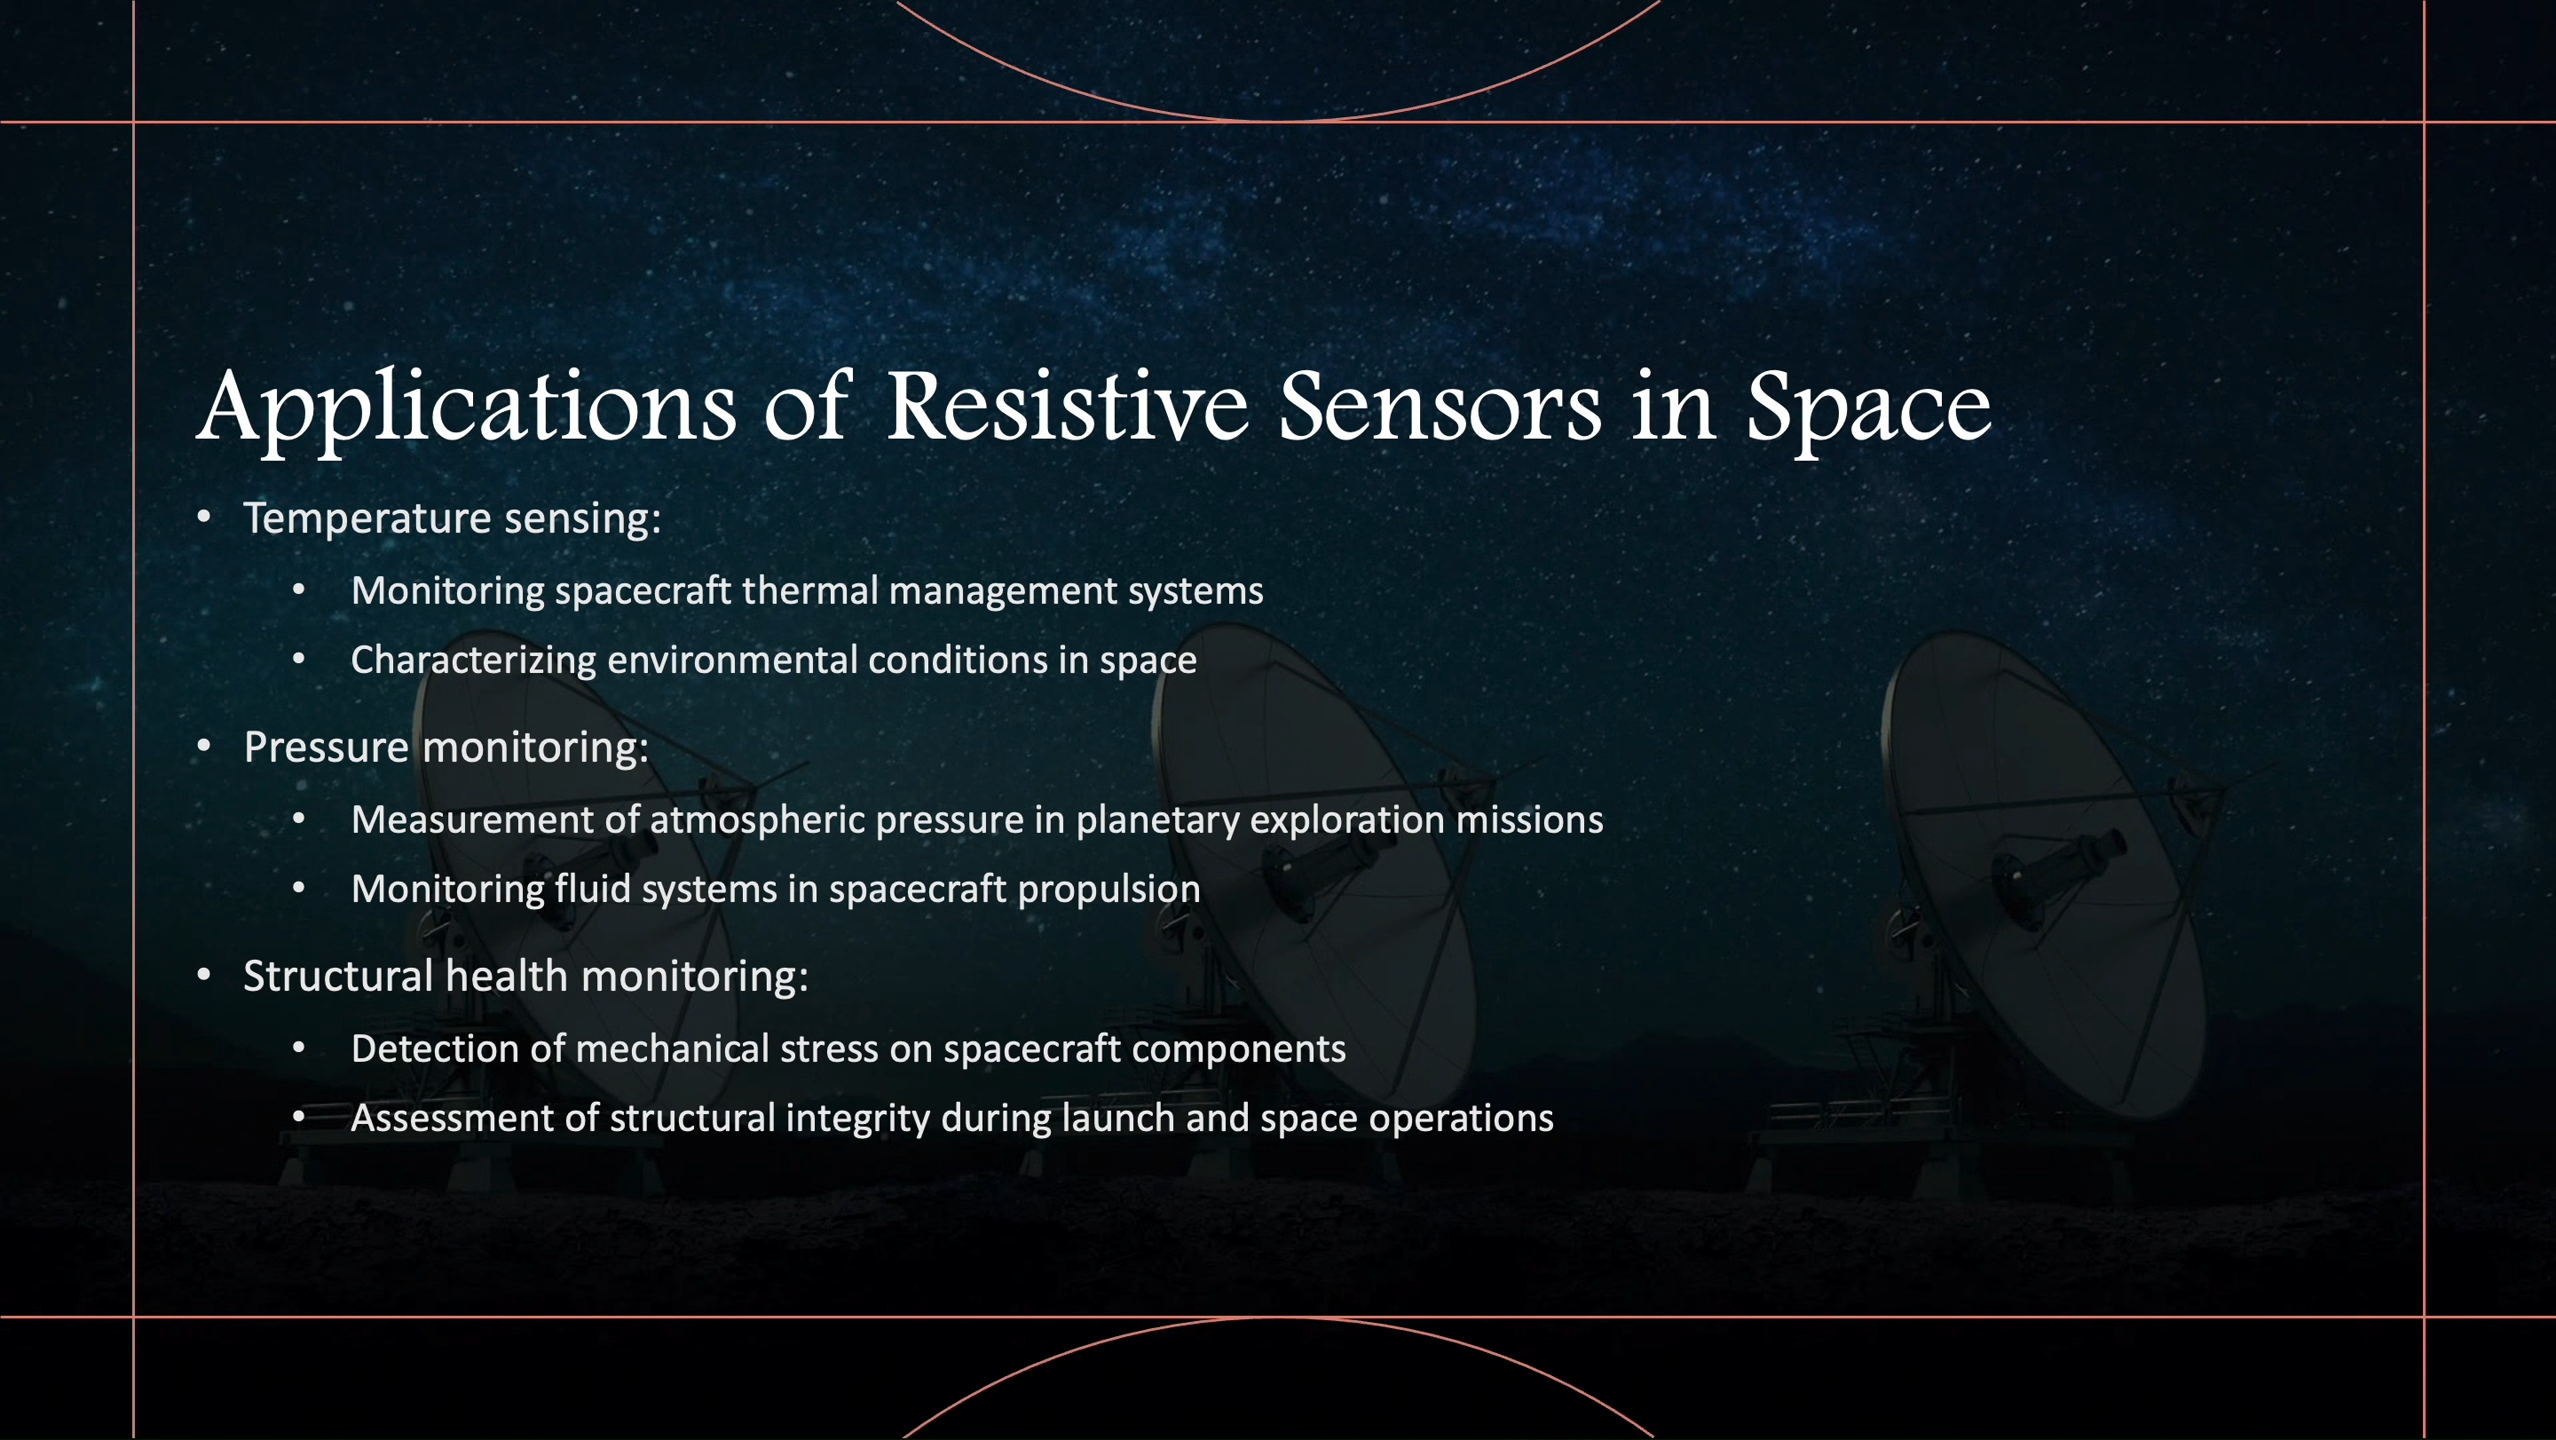 Applications of Resistive Sensors in Space
• Temperature sensing:
• Monitoring spacecraft thermal management systems
• Characterizing environmental conditions in space
• Pressure monitoring:
• Measurement of atmospheric pressure in planetary exploration missions
• Monitoring fluid systems in spacecraft propulsion
• Structural health monitoring:
• Detection of mechanical stress on spacecraft components
• Assessment of structural integrity during launch and space operations